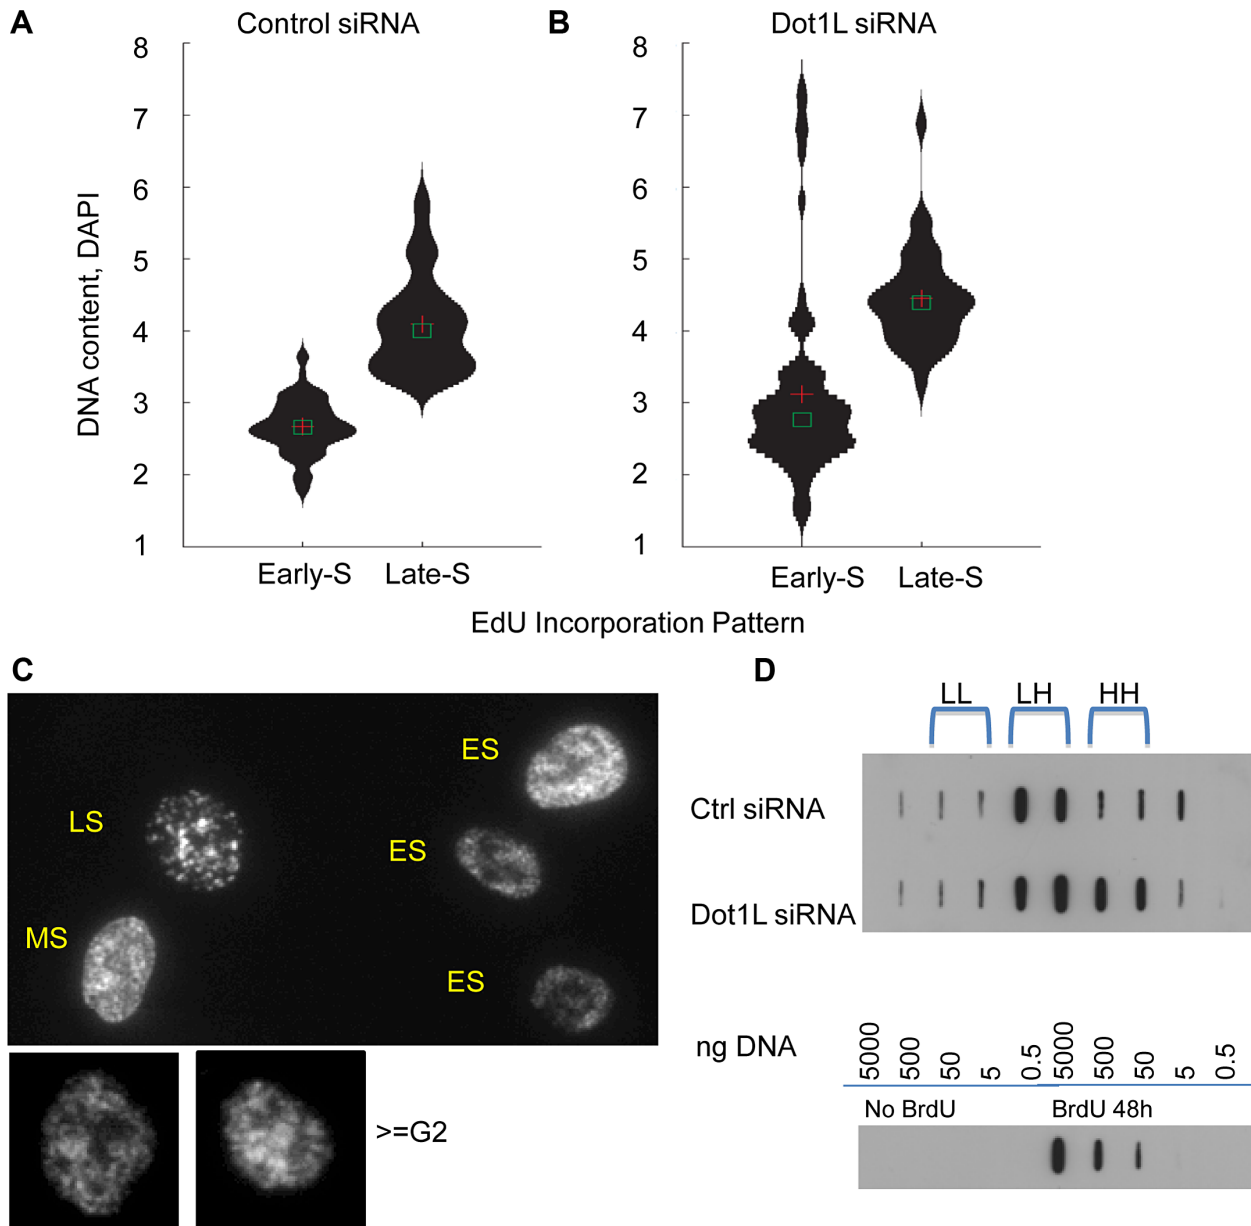 A
Control siRNA
B
Dot1L siRNA
8
7
6
5
4
3
2
1
DNA content, DAPI
Early-S
Late-S
8
7
6
5
4
3
2
1
Early-S
Late-S
EdU Incorporation Pattern
C
LS
MS
ES
ES
ES
>=G2
D
LL
LH
HH
Ctrl siRNA
Dot1L siRNA
ng DNA
5000
500
50
5
0.5
5000
500
50
5
0.5
No BrdU
BrdU 48h